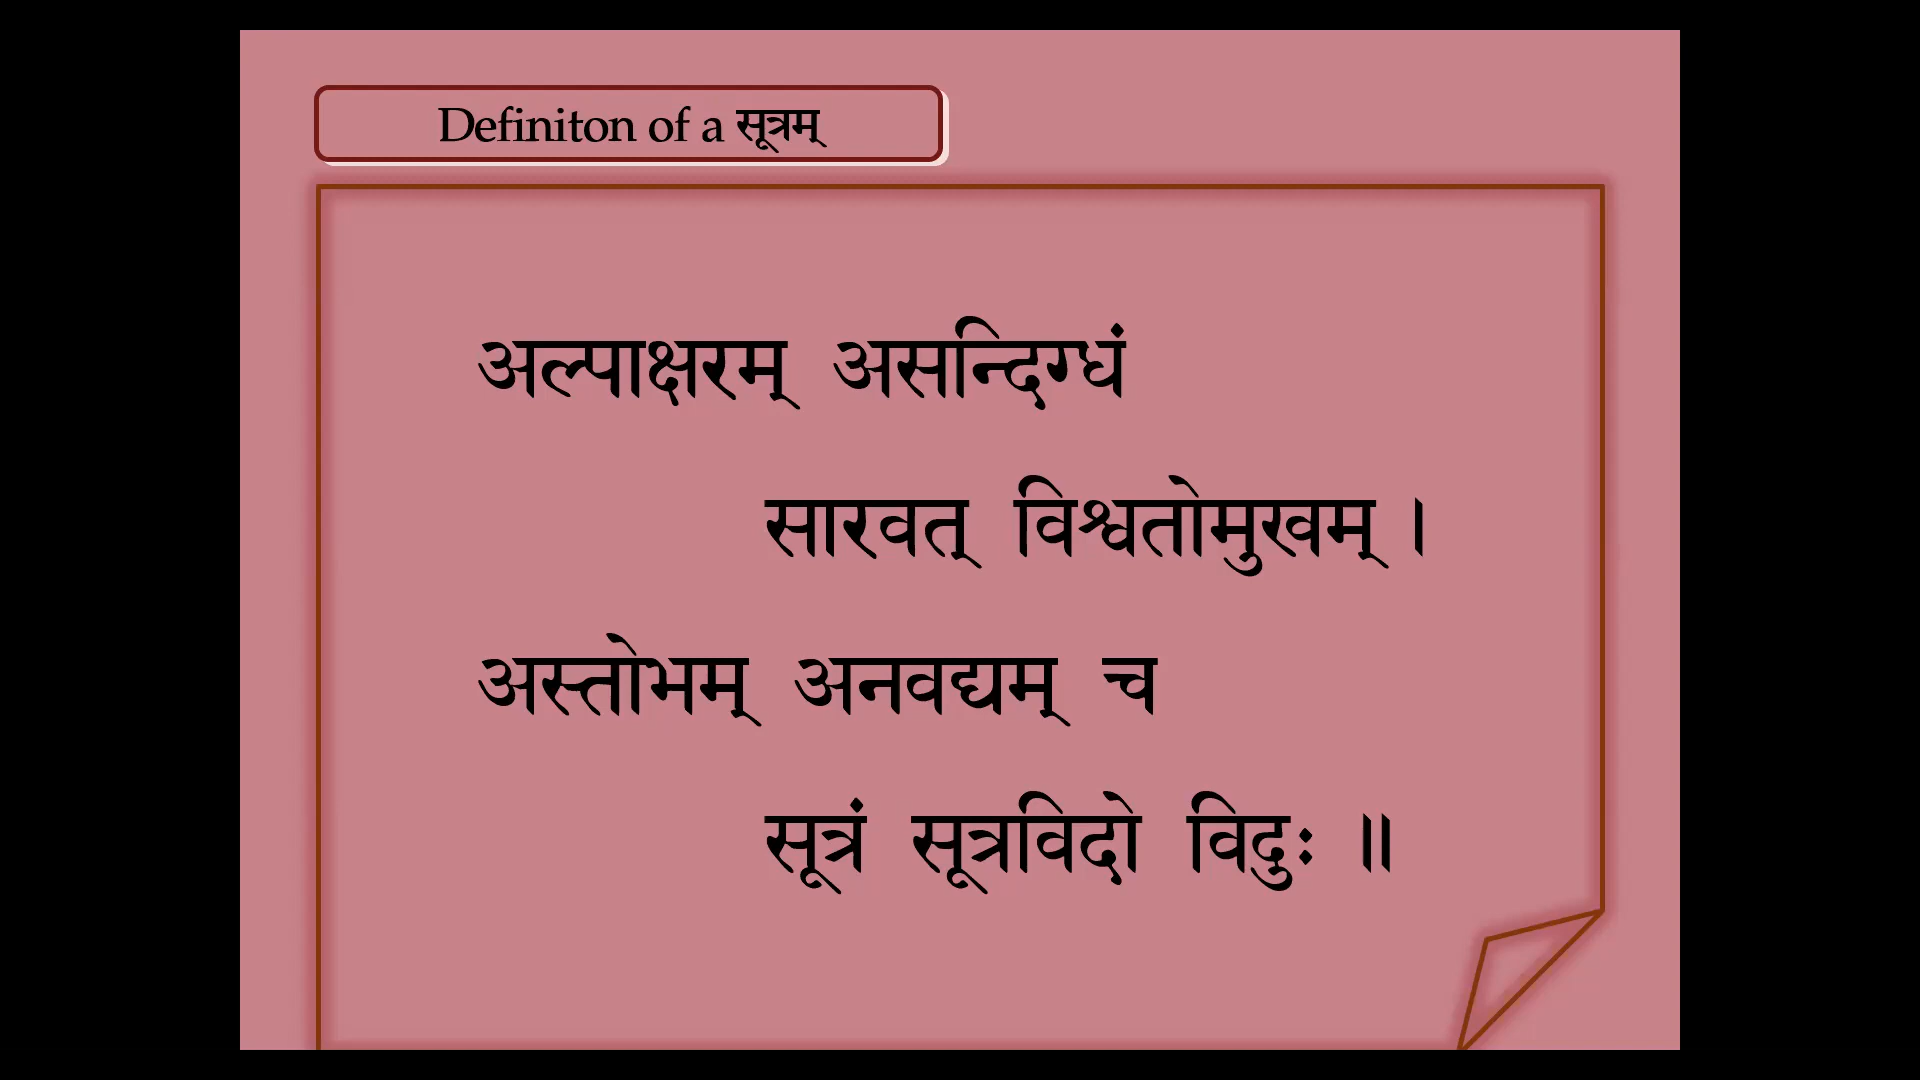 Definiton of a सूत्रम्
अल्पाक्षरम् असन्दिग्धं
सारवत् विश्वतोमुखम् ।
अस्तोभम् अनवद्यम् च
सूत्रं सूत्रविदो विदुः ॥